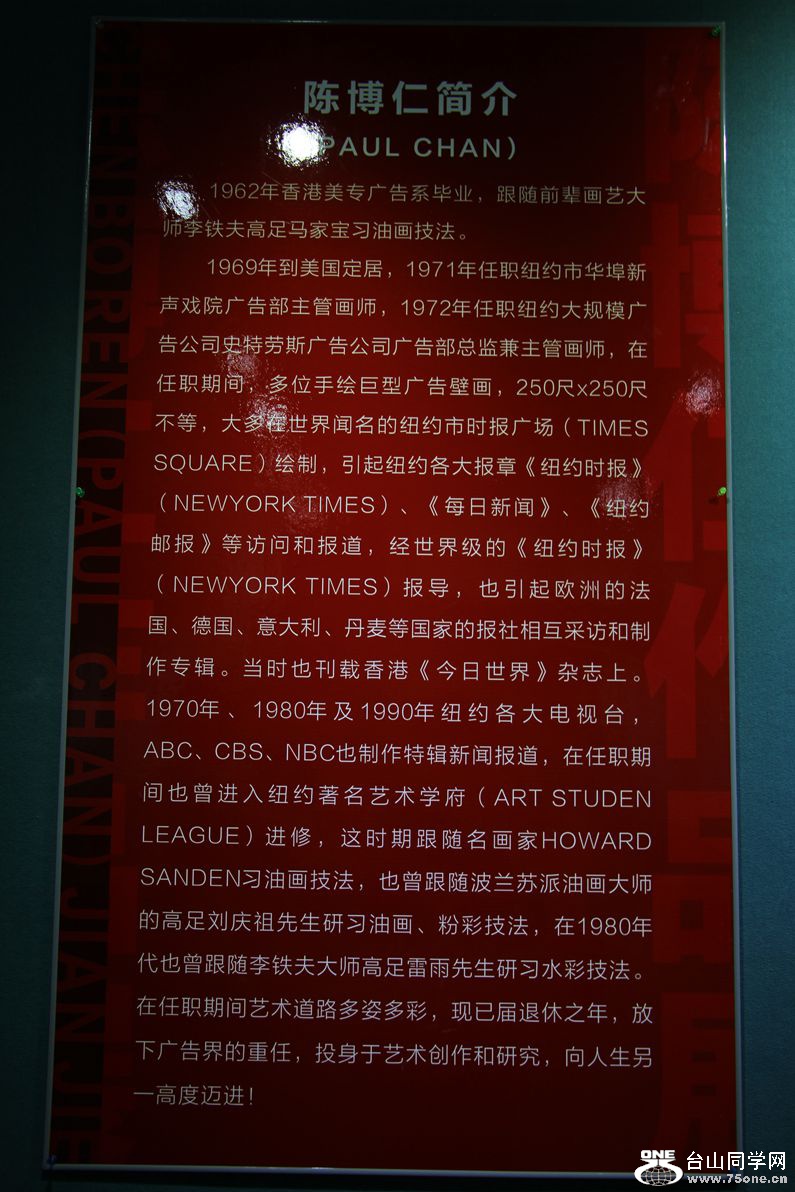 陈博仁简介
PAUL CHAN）
1962年香港美专广告系毕业，跟随前辈画艺大
师李铁夫高足马家宝习油画技法。
1969年到美国定居，1971年任职纽约市华埠新
声戏院广告部主管画师，1972年任职纽约大规模广
告公司史特劳斯广告公司广告部总监兼主管画师，在
任职期间，多位手绘巨型广告壁画，250尺x250尺
不等，大多在世界闻名的纽约市时报广场（TIMES
SQUARE）绘制，引起纽约各大报章《纽约时报》
（NEWYORK TIMES）、《每日新闻》、《纽约
邮报》等访问和报道，经世界级的《纽约时报》
（NEWYORK TIMES）报导，也引起欧洲的法
国、德国、意大利、丹麦等国家的报社相互采访和制
作专辑。当时也刊载香港《今日世界》杂志上。
1970年、1980年及1990年纽约各大电视台，
ABC、CBS、NBC也制作特辑新闻报道，在任职期
间也曾进入纽约著名艺术学府（ART STUDEN
LEAGUE）进修，这时期跟随名画家HOWARD
SANDEN习油画技法，也曾跟随波兰苏派油画大师
的高足刘庆祖先生研习油画、粉彩技法，在1980年
代也曾跟随李铁夫大师高足雷雨先生研习水彩技法。
在任职期间艺术道路多姿多彩，现已届退休之年，放
下广告界的重任，投身于艺术创作和研究，向人生另
一高度迈进！
CHEN BO REN (PAUL CHAN) JIAN JIE
ONE
台山同学网
www.75one.cn